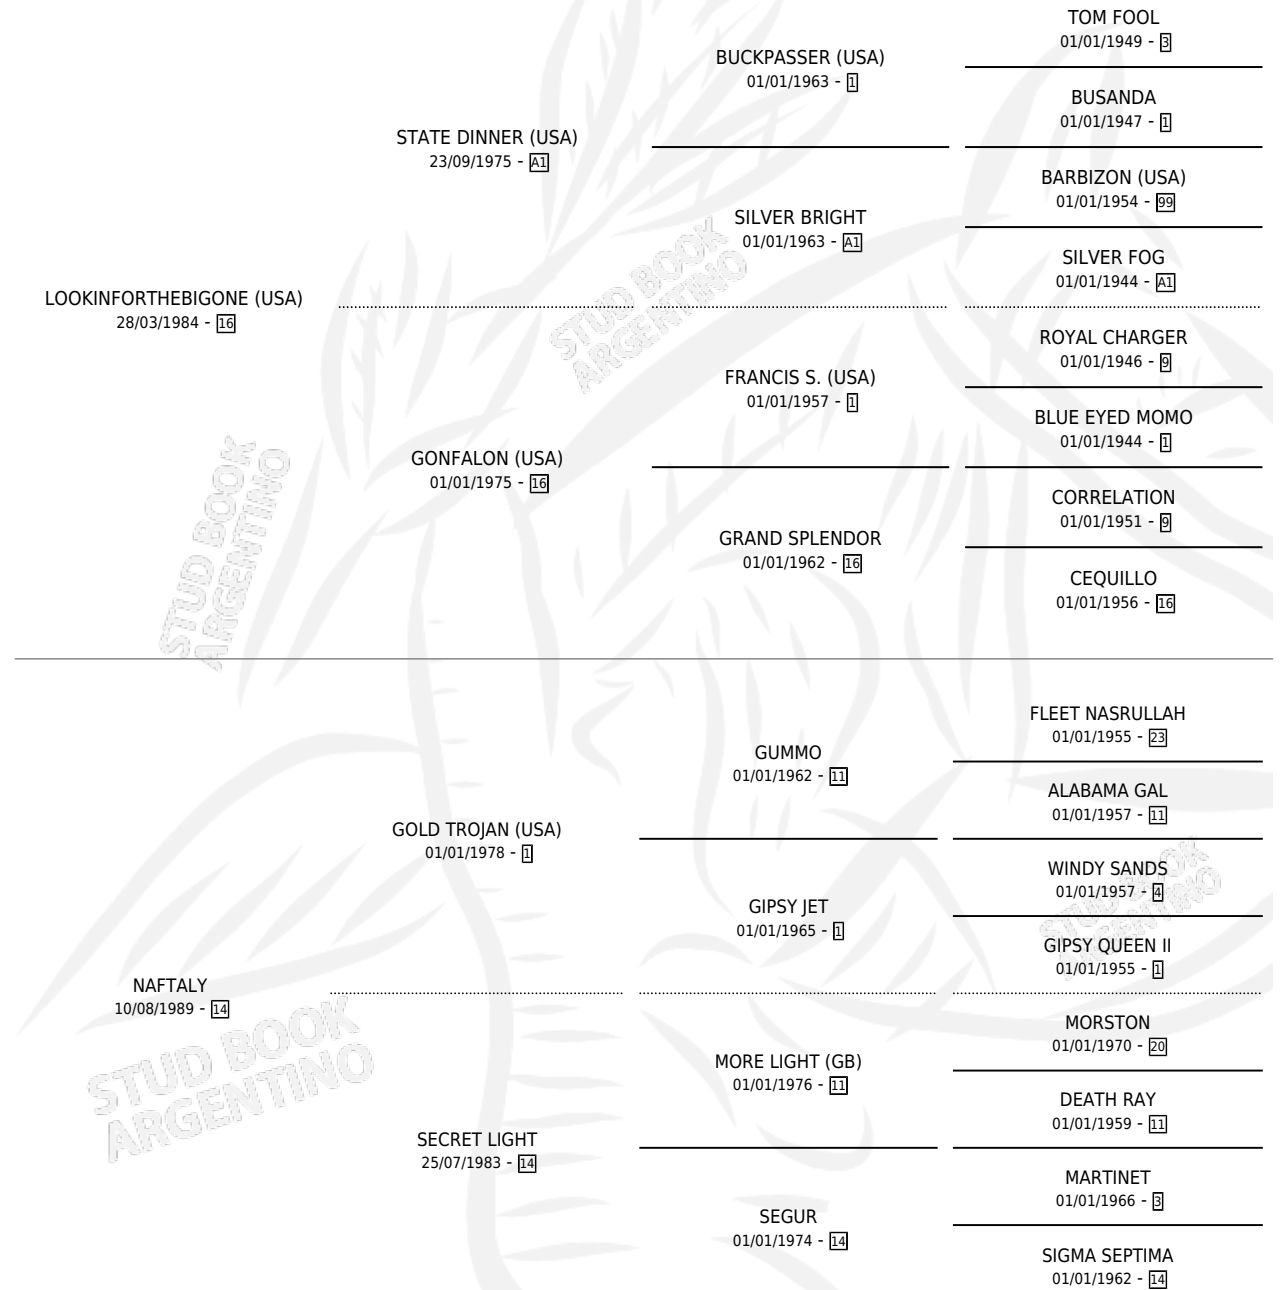 TOM FOOL
01/01/1949 - 3
BUCKPASSER (USA)
01/01/1963 - 1
BUSANDA
01/01/1947 - 1
STATE DINNER (USA)
23/09/1975 - A1
BARBIZON (USA)
01/01/1954 - 99
SILVER BRIGHT
01/01/1963 - A1
SILVER FOG
01/01/1944 - A1
LOOKINFORTHEBIGONE (USA)
28/03/1984 - 16
ROYAL CHARGER
01/01/1946 - 9
FRANCIS S. (USA)
01/01/1957 - 1
BLUE EYED MOMO
01/01/1944 - 1
GONFALON (USA)
01/01/1975 - 16
CORRELATION
01/01/1951 - 9
GRAND SPLENDOR
01/01/1962 - 16
CEQUILLO
01/01/1956 - 16
FLEET NASRULLAH
01/01/1955 - 23
GUMMO
01/01/1962 - 11
ALABAMA GAL
01/01/1957 - 11
GOLD TROJAN (USA)
01/01/1978 - 1
WINDY SANDS
01/01/1957 - 4
GIPSY JET
01/01/1965 - 1
GIPSY QUEEN II
01/01/1955 - 1
NAFTALY
10/08/1989 - 14
MORSTON
01/01/1970 - 20
MORE LIGHT (GB)
01/01/1976 - 11
DEATH RAY
01/01/1959 - 11
SECRET LIGHT
25/07/1983 - 14
MARTINET
01/01/1966 - 3
SEGUR
01/01/1974 - 14
SIGMA SEPTIMA
01/01/1962 - 14
STUD BOOK
ARGENTINO
STUD BOOK
ARGENTINO
STUD BOOK
ARGENTINO
STUD BOOK
ARGENTINO